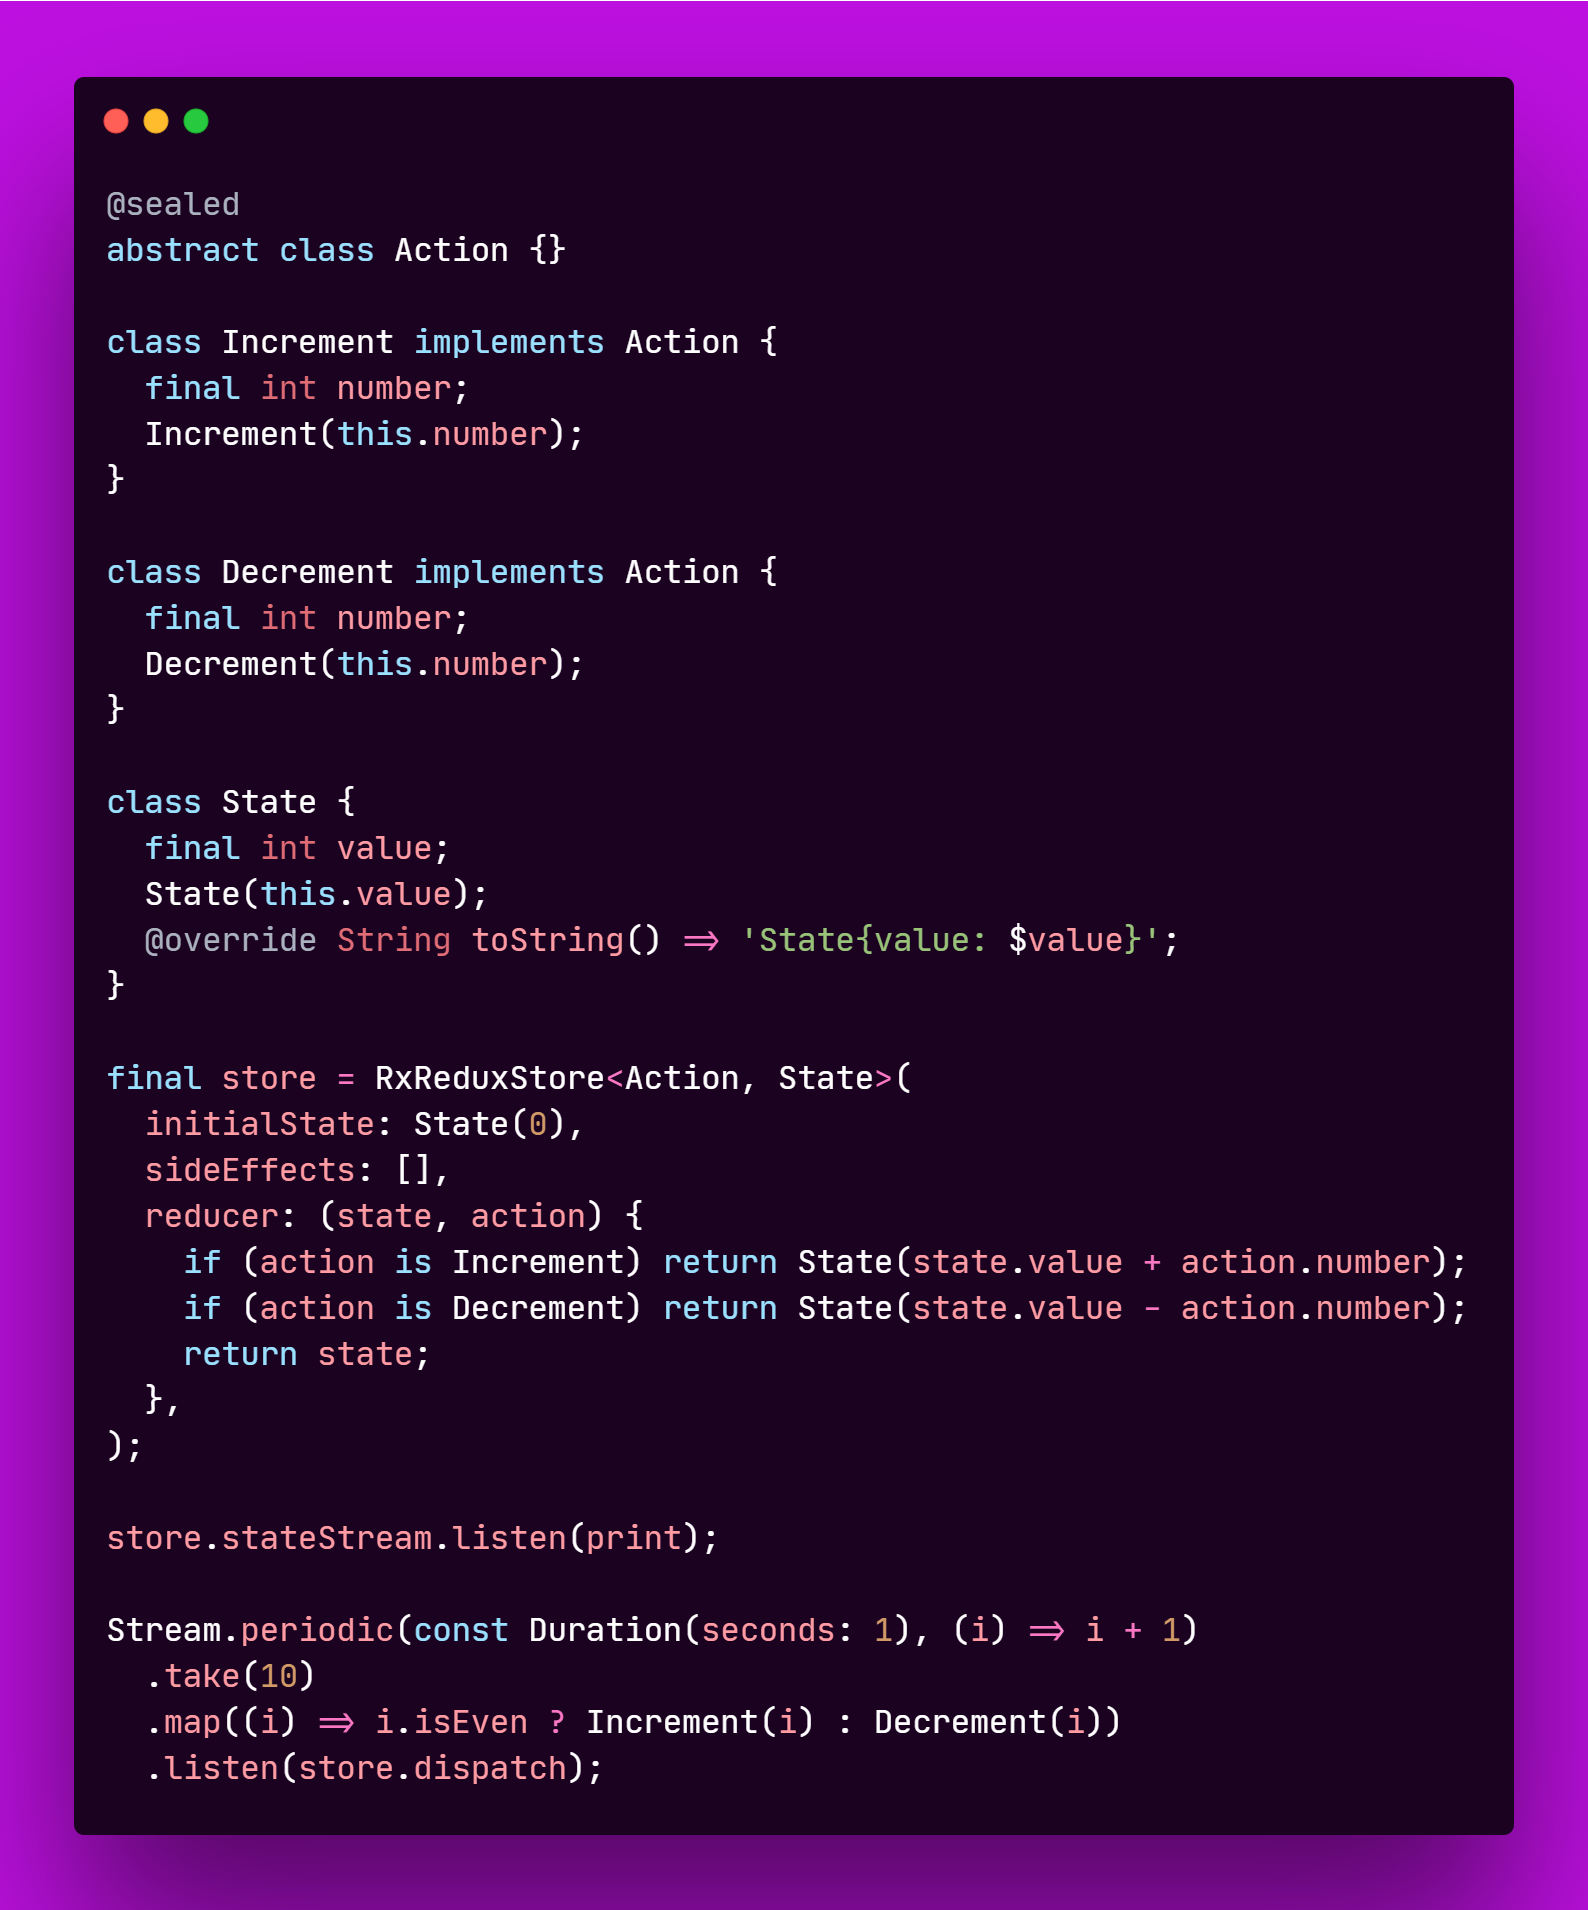 @sealed
abstract class Action {}

class Increment implements Action {
  final int number;
  Increment(this.number);
}

class Decrement implements Action {
  final int number;
  Decrement(this.number);
}

class State {
  final int value;
  State(this.value);
  @override String toString() => 'State{value: $value}';
}

final store = RxReduxStore<Action, State>(
  initialState: State(0),
  sideEffects: [],
  reducer: (state, action) {
    if (action is Increment) return State(state.value + action.number);
    if (action is Decrement) return State(state.value - action.number);
    return state;
  },
);

store.stateStream.listen(print);

Stream.periodic(const Duration(seconds: 1), (i) => i + 1)
  .take(10)
  .map((i) => i.isEven ? Increment(i) : Decrement(i))
  .listen(store.dispatch);